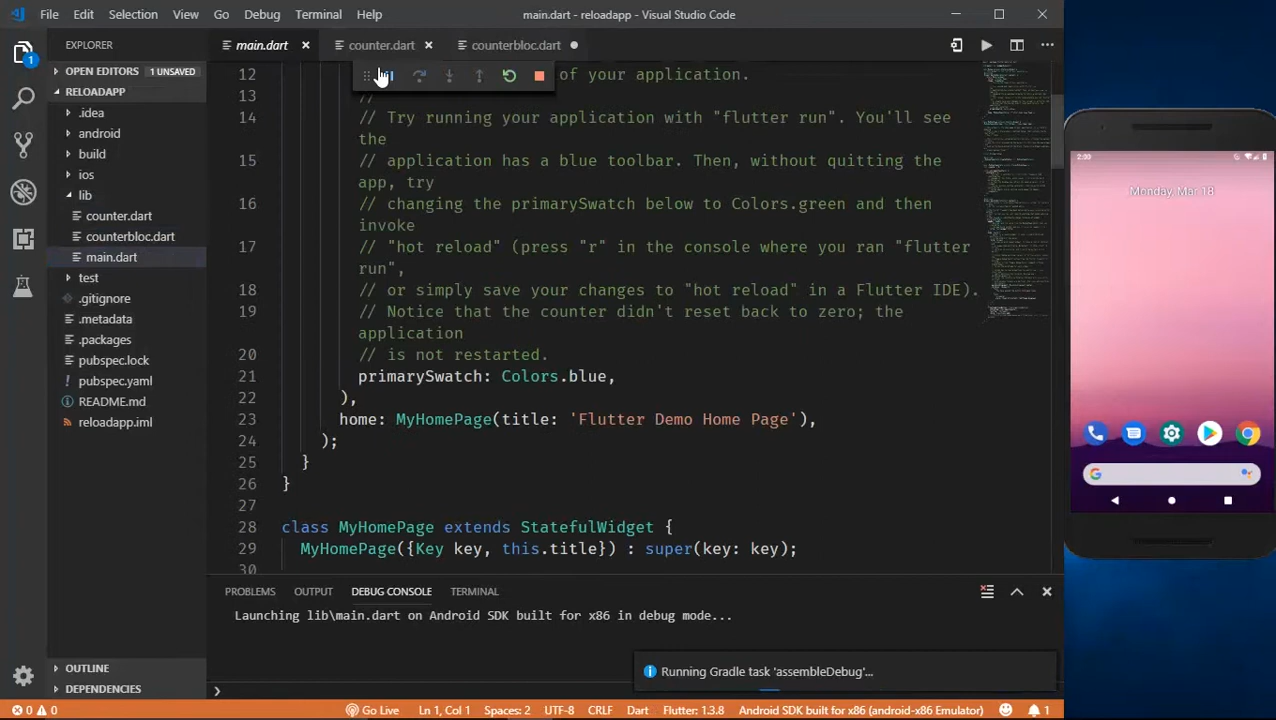 File Edit Selection View Go Debug Terminal Help
main.dart - reloadapp - Visual Studio Code
EXPLORER
main.dart
counter.dart
counterbloc.dart
OPEN EDITORS 1 UNSAVED
RELOADAPP
.idea
android
build
ios
lib
counter.dart
counterbloc.dart
main.dart
test
.gitignore
.metadata
.packages
pubspec.lock
pubspec.yaml
README.md
reloadapp.iml
OUTLINE
DEPENDENCIES
12 of your application.
13 //
14 // Try running your application with "flutter run". You'll see
the
15 // application has a blue toolbar. Then, without quitting the
app, try
16 // changing the primarySwatch below to Colors.green and then
invoke
17 // "hot reload" (press "r" in the console where you ran "flutter
run",
18 // or simply save your changes to "hot reload" in a Flutter IDE).
19 // Notice that the counter didn't reset back to zero; the
application
20 // is not restarted.
21 primarySwatch: Colors.blue,
22 ),
23 home: MyHomePage(title: 'Flutter Demo Home Page'),
24 );
25 }
26 }
27
28 class MyHomePage extends StatefulWidget {
29 MyHomePage({Key key, this.title}) : super(key: key);
30
PROBLEMS OUTPUT DEBUG CONSOLE TERMINAL
Launching lib\main.dart on Android SDK built for x86 in debug mode...
Running Gradle task 'assembleDebug'...
0 0 Go Live Ln 1, Col 1 Spaces: 2 UTF-8 CRLF Dart Flutter: 1.3.8 Android SDK built for x86 (android-x86 Emulator) 1
1
2:09
Monday, Mar 18